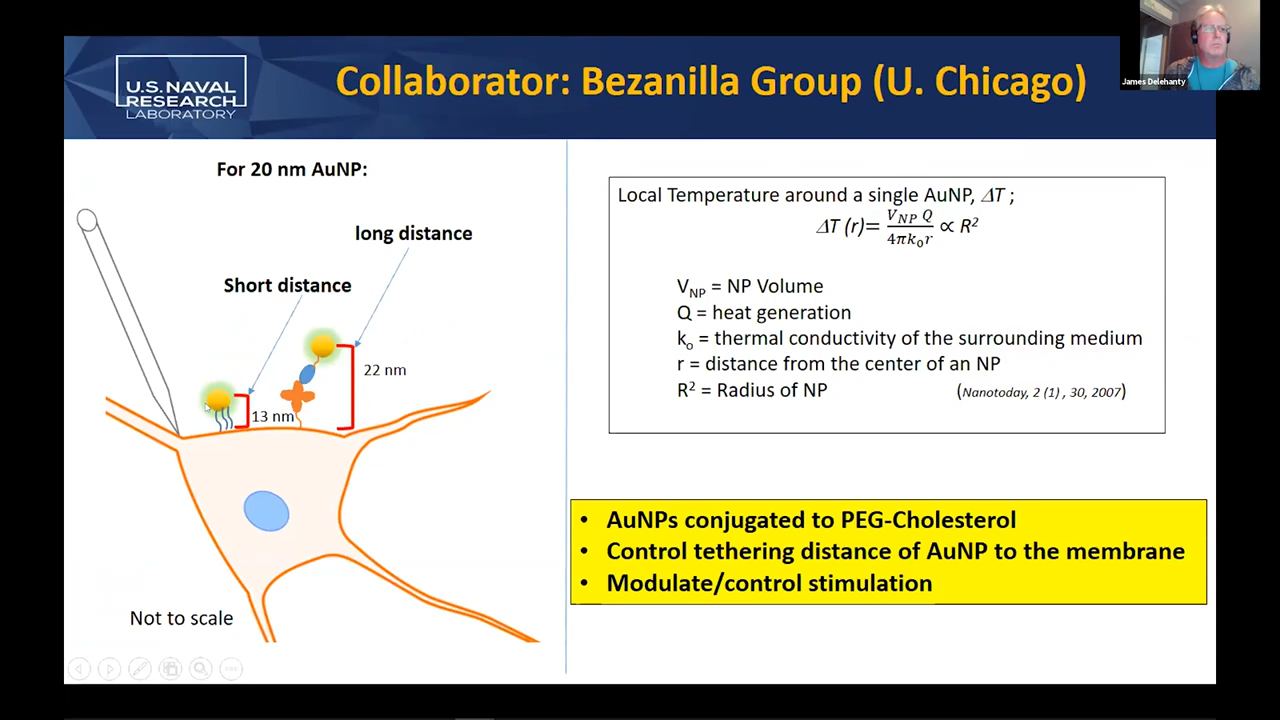 U.S. NAVAL
RESEARCH
LABORATORY
Collaborator: Bezanilla Group (U. Chicago)
James Delehanty
For 20 nm AuNP:
long distance
Short distance
22 nm
13 nm
Not to scale
Local Temperature around a single AuNP, ΔT ;
ΔT (r)= V_NP Q / 4πk₀r ∝ R²
V_NP = NP Volume
Q = heat generation
k_o = thermal conductivity of the surrounding medium
r = distance from the center of an NP
R² = Radius of NP (Nanotoday, 2 (1) , 30, 2007)
• AuNPs conjugated to PEG-Cholesterol
• Control tethering distance of AuNP to the membrane
• Modulate/control stimulation